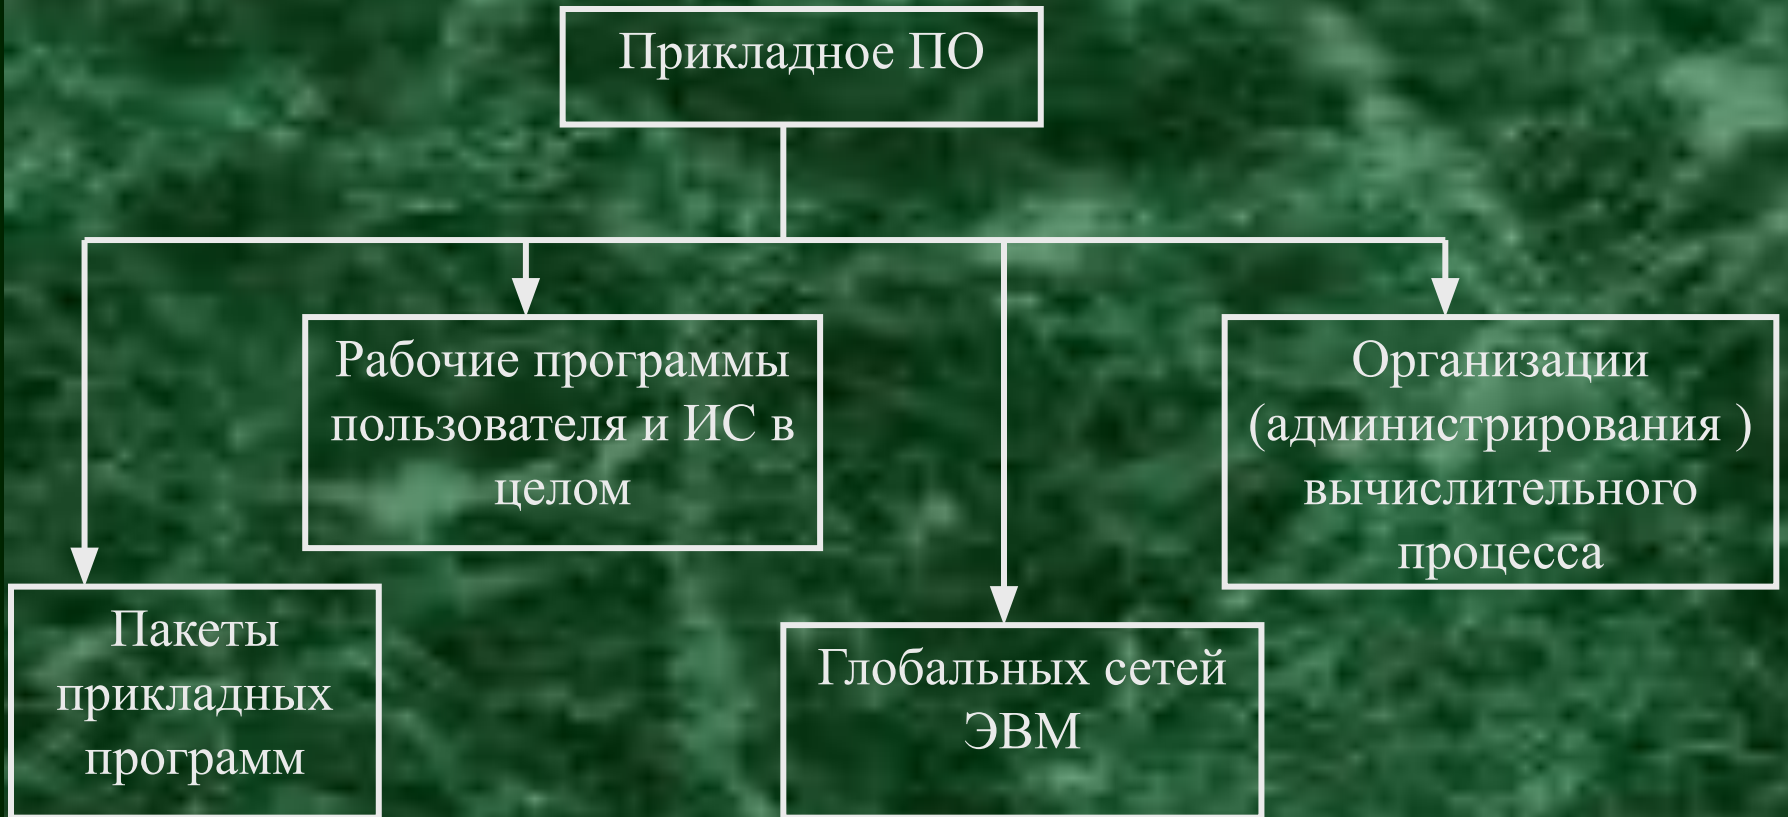 Прикладное ПО
Рабочие программы
пользователя и ИС в
целом
Организации
(администрирования )
вычислительного
процесса
Пакеты
прикладных
программ
Глобальных сетей
ЭВМ